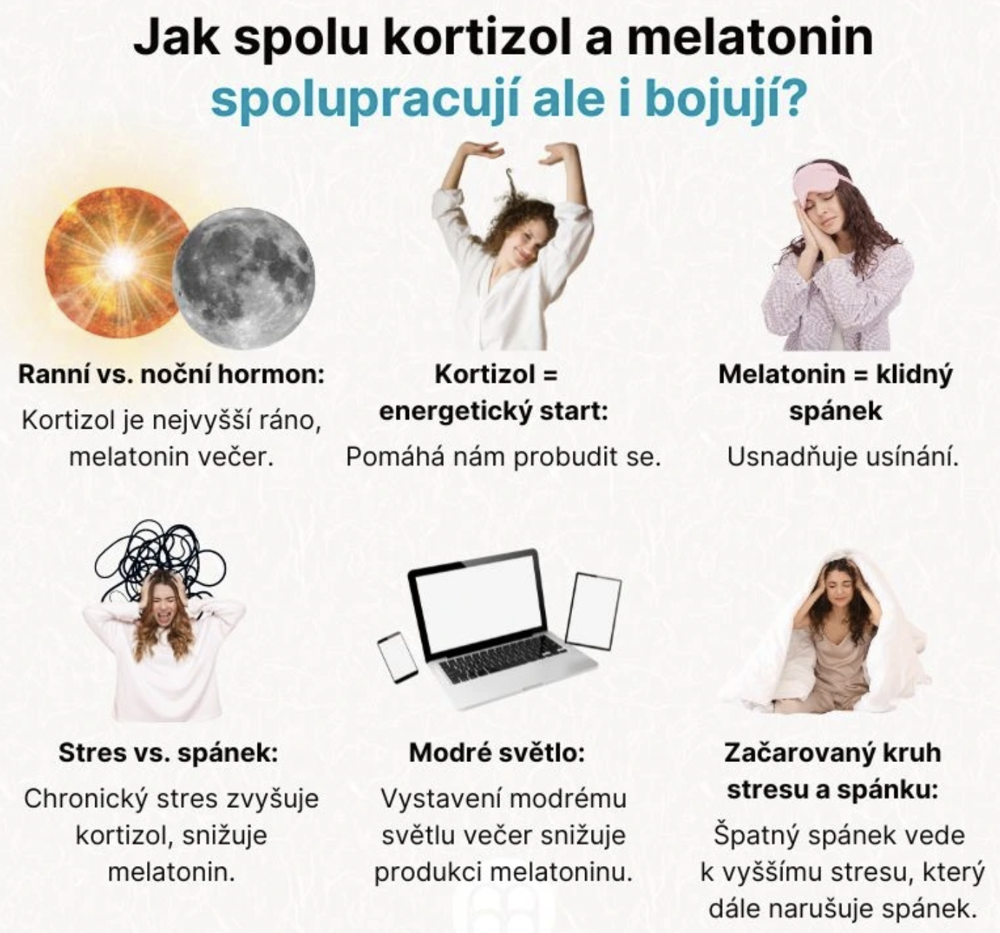 Jak spolu kortizol a melatonin
spolupracují ale i bojují?
Ranní vs. noční hormon:
Kortizol je nejvyšší ráno,
melatonin večer.
Kortizol =
energetický start:
Pomáhá nám probudit se.
Melatonin = klidný
spánek
Usnadňuje usínání.
Stres vs. spánek:
Chronický stres zvyšuje
kortizol, snižuje
melatonin.
Modré světlo:
Vystavení modrému
světlu večer snižuje
produkci melatoninu.
Začarovaný kruh
stresu a spánku:
Špatný spánek vede
k vyššímu stresu, který
dále narušuje spánek.